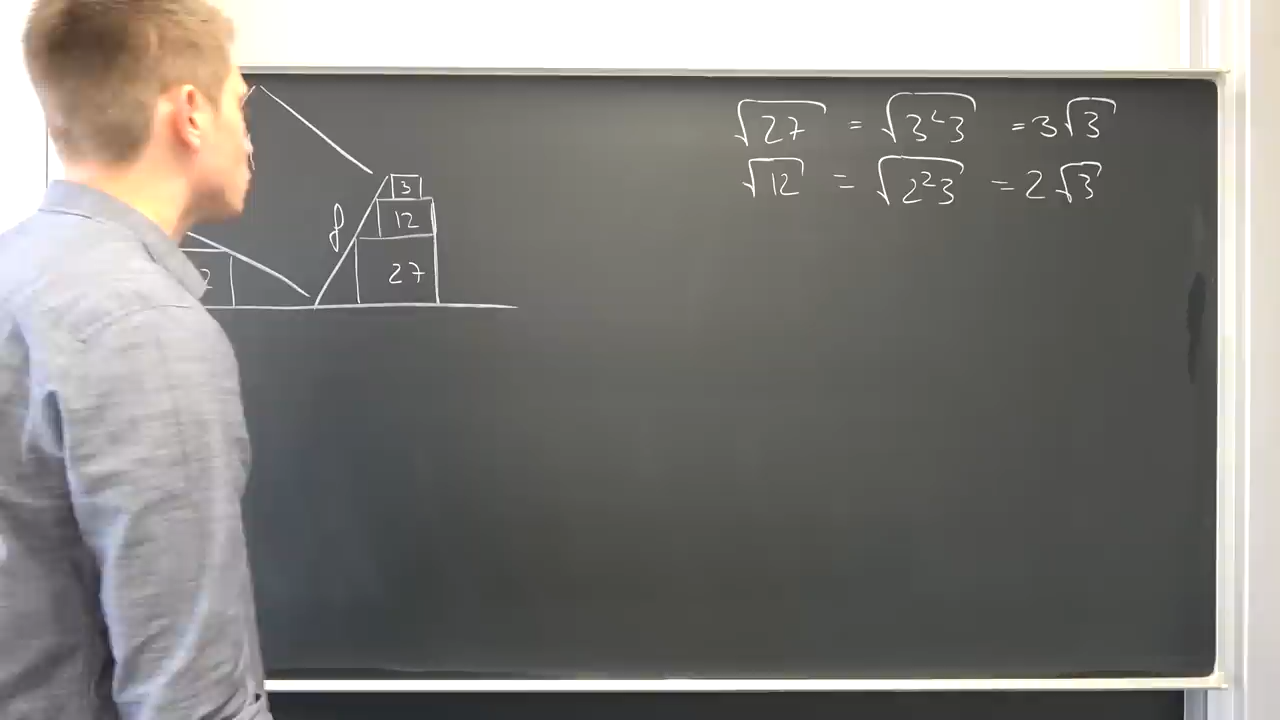 √27 = √3²3 = 3√3
√12 = √2²3 = 2√3
3
12
27